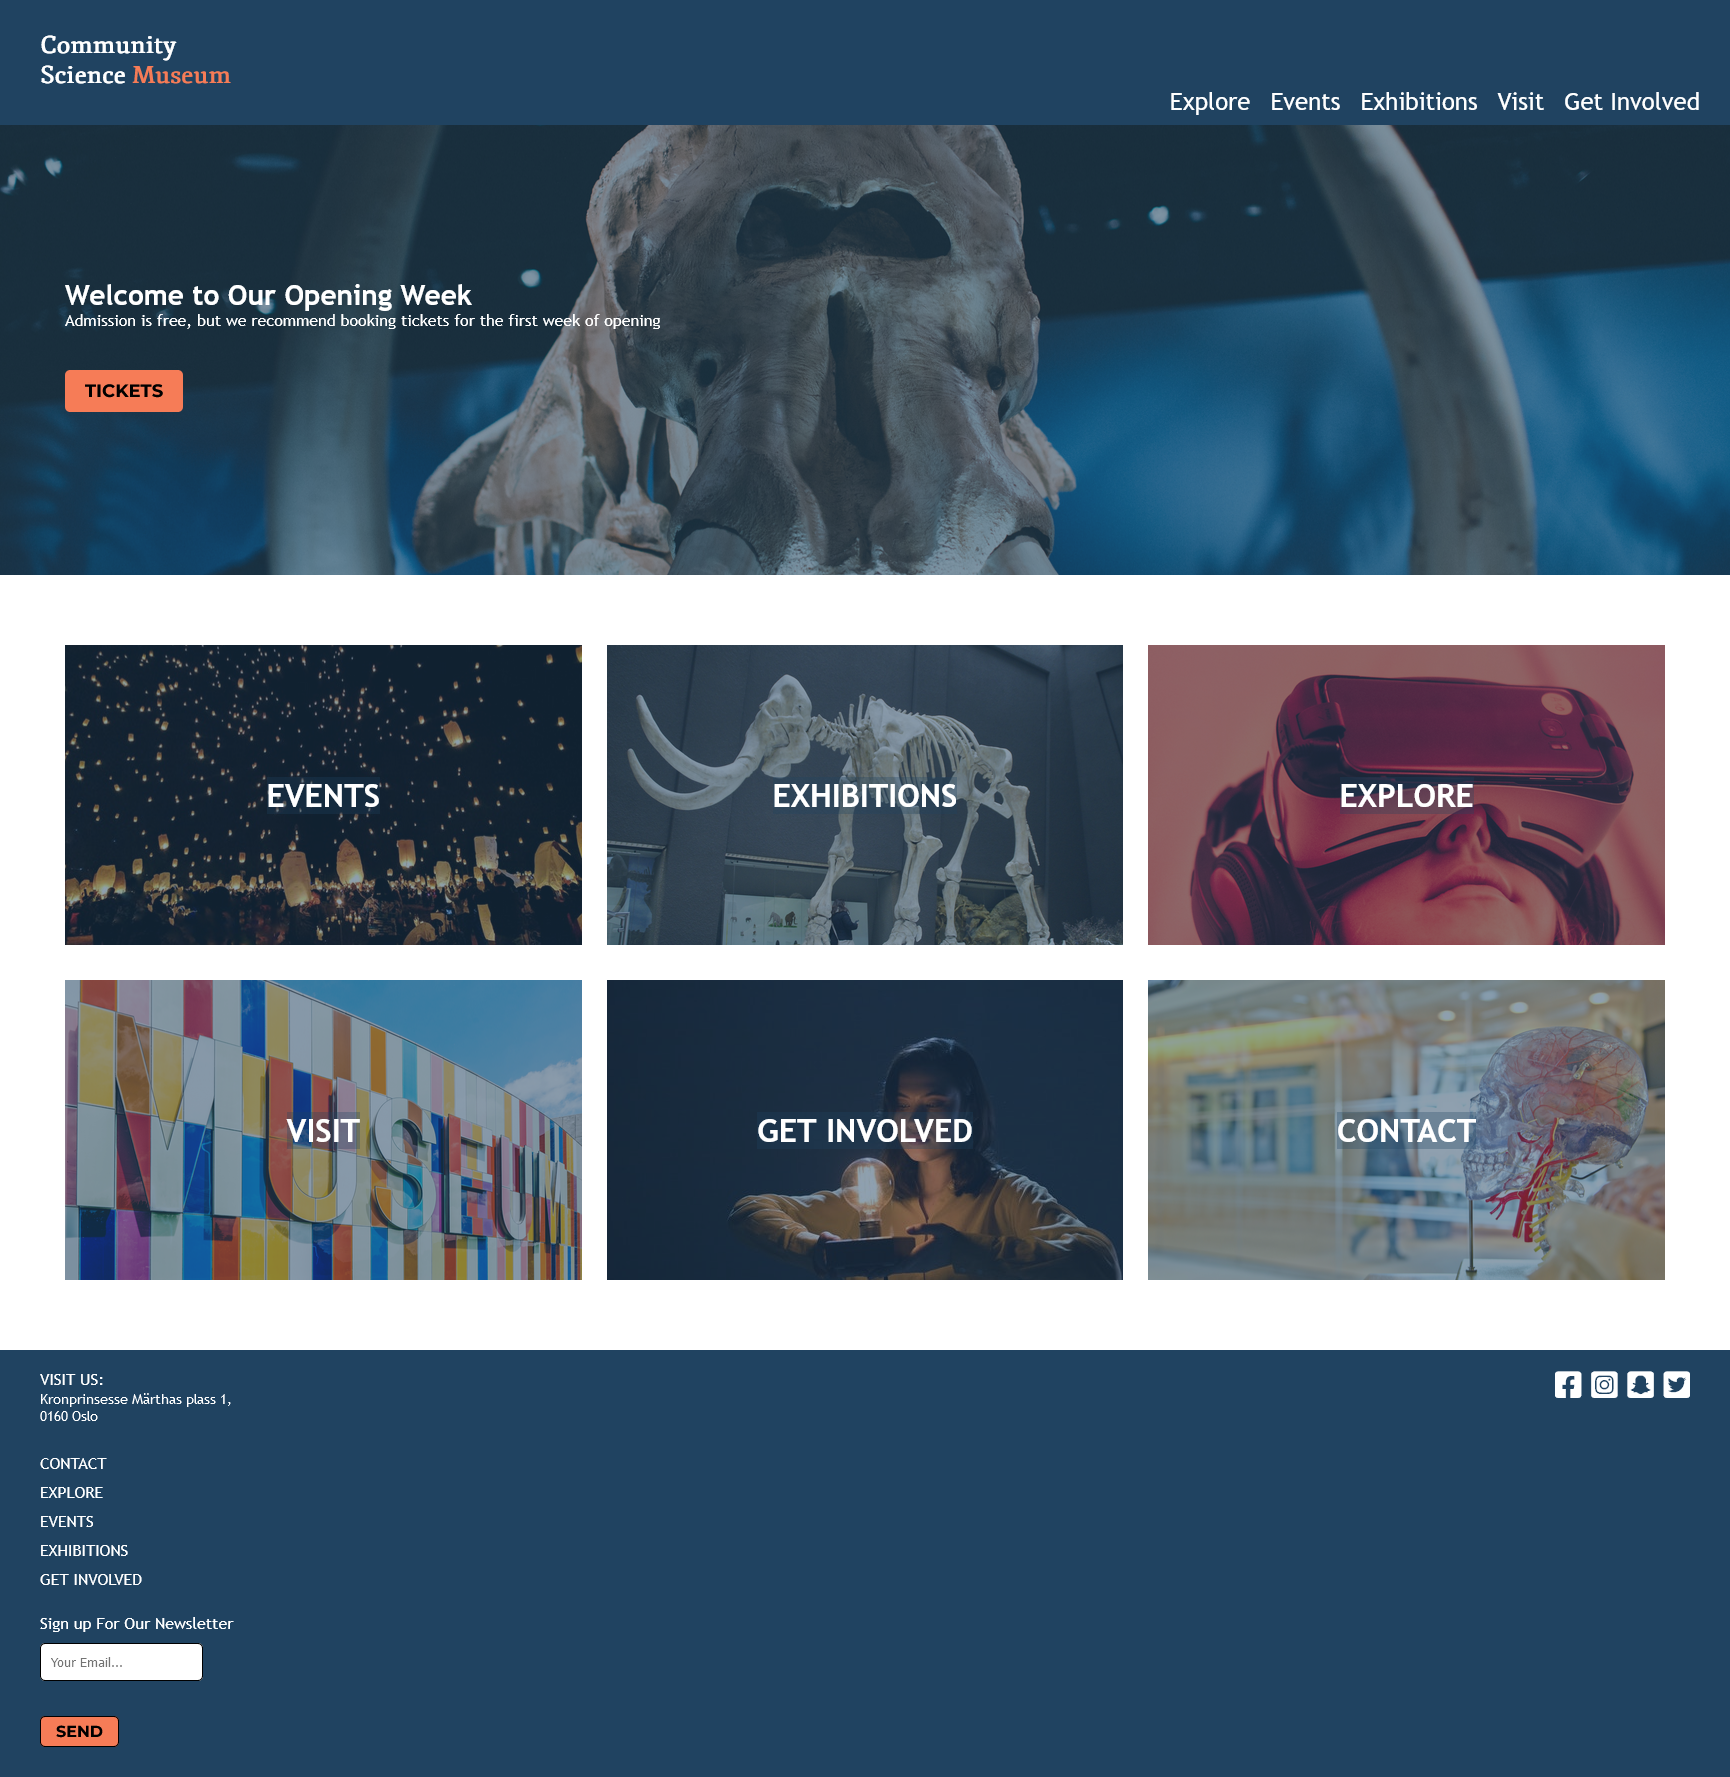 Community
Science Museum
Explore Events Exhibitions Visit Get Involved
Welcome to Our Opening Week
Admission is free, but we recommend booking tickets for the first week of opening
TICKETS
EVENTS
EXHIBITIONS
EXPLORE
MUSEUM
VISIT
GET INVOLVED
CONTACT
VISIT US:
Kronprinsesse Märthas plass 1,
0160 Oslo
CONTACT
EXPLORE
EVENTS
EXHIBITIONS
GET INVOLVED
Sign up For Our Newsletter
Your Email...
SEND